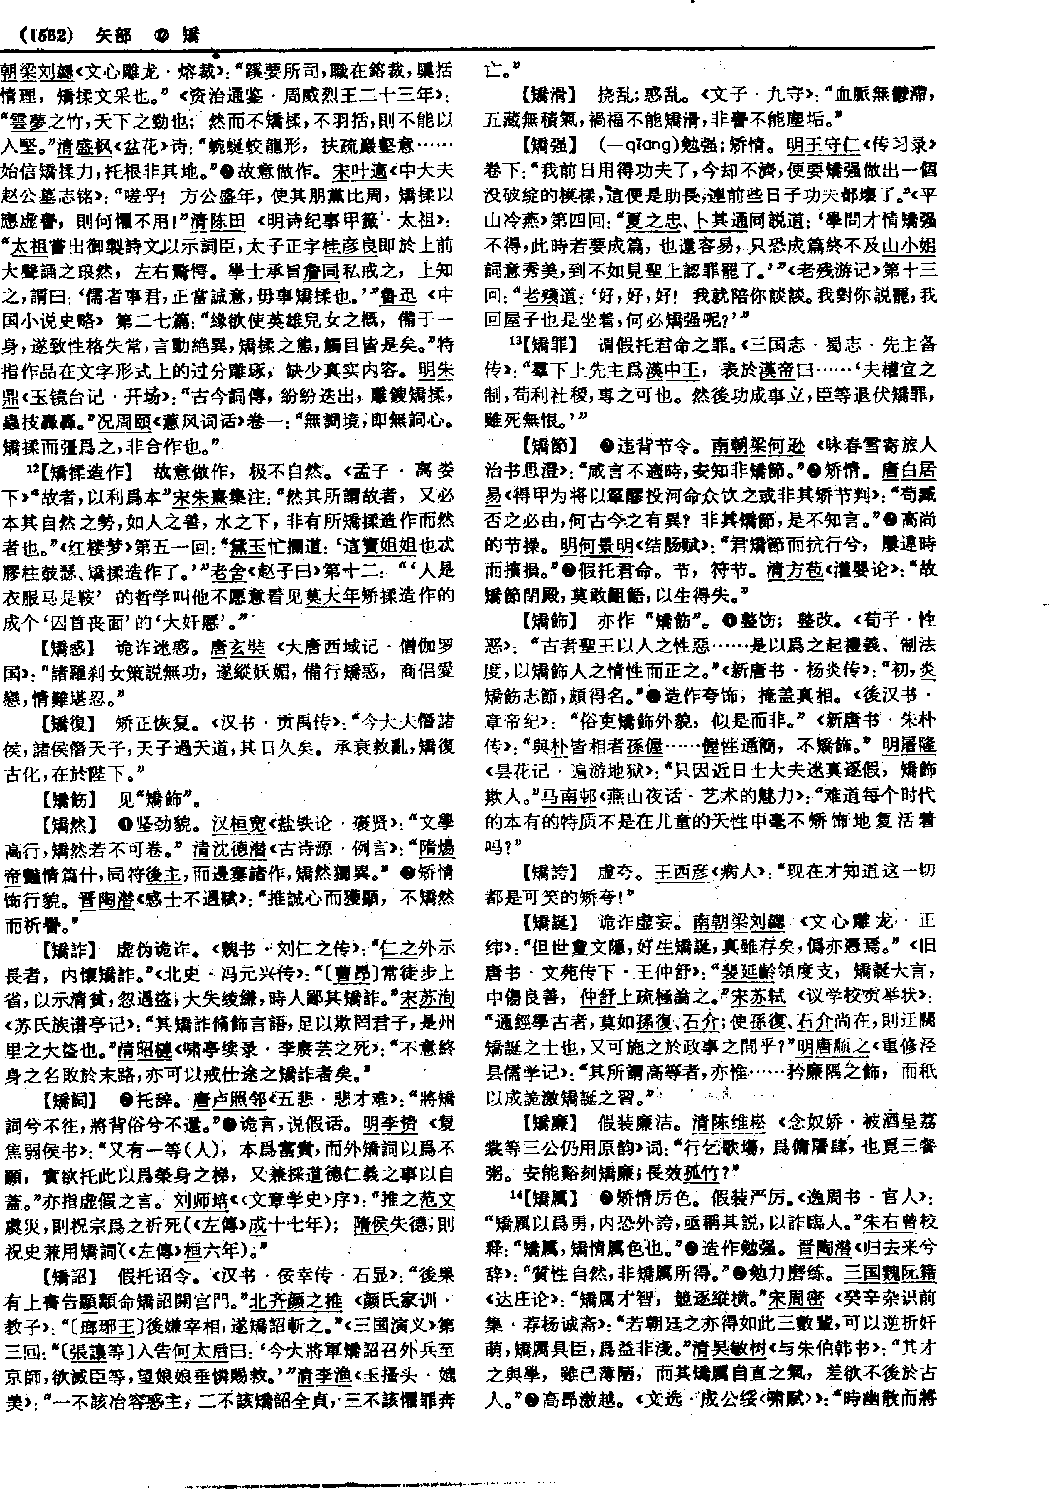 (1552) 矢部 ⑫ 矯
朝梁刘勰《文心雕龙·熔裁》：“蹊要所司，職在鎔裁，櫽括
情理，矯揉文采也。”《资治通鉴·周威烈王二十三年》：
“雲夢之竹，天下之勁也；然而不矯揉，不羽括，則不能以
入堅。”清盛枫《盆花》诗：“蜿蜒蛟龍形，扶疏巖壑意……
始信矯揉力，托根非其地。”❷故意做作。宋叶適《中大夫
赵公墓志铭》：“嗟乎！方公盛年，使其朋黨比周，矯揉以
應虛譽，則何懼不用！”清陈田《明诗纪事甲籤·太祖》：
“太祖嘗出御製詩文以示詞臣，太子正字桂彦良即於上前
大聲誦之琅然，左右驚愕。學士承旨詹同私戒之，上知
之，謂曰：‘儒者事君，正當誠意，毋事矯揉也。’”鲁迅《中
国小说史略》第二七篇：“緣欲使英雄兒女之概，備于一
身，遂致性格失常，言動絶異，矯揉之態，觸目皆是矣。”特
指作品在文字形式上的过分雕琢，缺少真实内容。明朱
鼎《玉镜台记·开场》：“古今詞傳，紛紛迭出，雕鎪矯揉，
蟲技轟轟。”况周颐《蕙风词话》卷一：“無詞境，即無詞心。
矯揉而彊爲之，非合作也。”
12【矯揉造作】 故意做作，极不自然。《孟子·离娄
下》“故者，以利爲本”宋朱熹集注：“然其所謂故者，又必
本其自然之勢，如人之善，水之下，非有所矯揉造作而然
者也。”《红楼梦》第五一回：“黛玉忙攔道：‘這寶姐姐也忒
膠柱鼓瑟、矯揉造作了。’”老舍《赵子曰》第十二：“‘人是
衣服马是鞍’的哲学叫他不愿意看见莫大年矫揉造作的
成个‘囚首丧面’的‘大奸慝’。”
【矯惑】 诡诈迷惑。唐玄奘《大唐西域记·僧伽罗
国》：“諸羅刹女策説無功，遂縱妖媚，備行矯惑，商侣愛
戀，情難堪忍。”
【矯復】 矫正恢复。《汉书·贡禹传》：“今大夫僭諸
侯，諸侯僭天子，天子過天道，其日久矣。承衰救亂，矯復
古化，在於陛下。”
【矯飭】 见“矯飾”。
【矯然】 ❶坚劲貌。汉桓宽《盐铁论·褒贤》：“文學
高行，矯然若不可卷。”清沈德潜《古诗源·例言》：“隋煬
帝豔情篇什，同符後主，而邊塞諸作，矯然獨異。”❷矫情
饰行貌。晋陶潜《感士不遇赋》：“推誠心而獲顯，不矯然
而祈譽。”
【矯詐】 虚伪诡诈。《魏书·刘仁之传》：“仁之外示
長者，内懷矯詐。”《北史·冯元兴传》：“〔曹昂〕常徒步上
省，以示清貧，忽遇盜，大失綾縑，時人鄙其矯詐。”宋苏洵
《苏氏族谱亭记》：“其矯詐脩飾言語，足以欺罔君子，是州
里之大盜也。”清昭槤《啸亭续录·李赓芸之死》：“不意終
身之名敗於末路，亦可以戒仕途之矯詐者矣。”
【矯詞】 ❶托辞。唐卢照邻《五悲·悲才难》：“將矯
詞兮不往，將背俗兮不還。”❷诡言，说假话。明李贽《复
焦弱侯书》：“又有一等（人），本爲富貴，而外矯詞以爲不
願，實欲托此以爲榮身之梯，又兼採道德仁義之事以自
蓋。”亦指虚假之言。刘师培《〈文章学史〉序》：“推之范文
虞災，則祝宗爲之祈死（《左傳》成十七年）；隋侯失德，則
祝史兼用矯詞（《左傳》桓六年）。”
【矯詔】 假托诏令。《汉书·佞幸传·石显》：“後果
有上書告顯顓命矯詔開宫門。”北齐颜之推《颜氏家训·
教子》：“〔瑯琊王〕後嫌宰相，遂矯詔斬之。”《三国演义》第
三回：“〔張讓等〕入告何太后曰：‘今大將軍矯詔召外兵至
京師，欲滅臣等，望娘娘垂憐賜救。’”清李渔《玉搔头·媲
美》：“一不該冶容惑主，二不該矯詔全貞，三不該懼罪奔
亡。”
【矯滑】 挠乱；惑乱。《文子·九守》：“血脈無鬱滯，
五藏無積氣，禍福不能矯滑，非譽不能塵垢。”
【矯强】 （—qiǎng）勉强；矫情。明王守仁《传习录》
卷下：“我前日用得功夫了，今却不濟，便要矯强做出一個
没破綻的模樣，這便是助長，連前些日子功夫都壞了。”《平
山冷燕》第四回：“夏之忠、卜其通同説道：‘學問才情矯强
不得，此時若要成篇，也還容易，只恐成篇終不及山小姐
詞意秀美，到不如見聖上認罪罷了。’”《老残游记》第十三
回：“老殘道：‘好，好，好！我就陪你談談。我對你説罷，我
回屋子也是坐着，何必矯强呢？’”
13【矯罪】 谓假托君命之罪。《三国志·蜀志·先主备
传》：“羣下上先主爲漢中王，表於漢帝曰……‘夫權宜之
制，苟利社稷，專之可也。然後功成事立，臣等退伏矯罪，
雖死無恨。’”
【矯節】 ❶违背节令。南朝梁何逊《咏春雪寄族人
治书思澄》：“咸言不適時，安知非矯節。”❷矫情。唐白居
易《得甲为将以箪醪投河命众饮之或非其矫节判》：“苟臧
否之必由，何古今之有異？非其矯節，是不知言。”❸高尚
的节操。明何景明《结肠赋》：“君矯節而抗行兮，屢違時
而擯損。”❹假托君命。节，符节。清方苞《灌婴论》：“故
矯節閉殿，莫敢齟齬，以生得失。”
【矯飾】 亦作“矯飭”。❶整饬；整改。《荀子·性
恶》：“古者聖王以人之性惡……是以爲之起禮義、制法
度，以矯飾人之情性而正之。”《新唐书·杨炎传》：“初，炎
矯飭志節，頗得名。”❷造作夸饰，掩盖真相。《後汉书·
章帝纪》：“俗吏矯飾外貌，似是而非。”《新唐书·朱朴
传》：“與朴皆相者孫偓……偓性通簡，不矯飾。”明屠隆
《昙花记·遍游地狱》：“只因近日士大夫迷真逐假，矯飾
欺人。”马南邨《燕山夜话·艺术的魅力》：“难道每个时代
的本有的特质不是在儿童的天性中毫不矫饰地复活着
吗？”
【矯誇】 虚夸。王西彦《病人》：“现在才知道这一切
都是可笑的矫夸！”
【矯誕】 诡诈虚妄。南朝梁刘勰《文心雕龙·正
纬》：“但世敻文隱，好生矯誕，真雖存矣，僞亦憑焉。”《旧
唐书·文苑传下·王仲舒》：“裴延齡領度支，矯誕大言，
中傷良善，仲舒上疏極論之。”宋苏轼《议学校贡举状》：
“通經學古者，莫如孫復、石介；使孫復、石介尚在，則迂闊
矯誕之士也，又可施之於政事之間乎？”明唐顺之《重修泾
县儒学记》：“其所謂高等者，亦惟……矜廉隅之飾，而秖
以成詭激矯誕之習。”
【矯廉】 假装廉洁。清陈维崧《念奴娇·被酒呈荔
裳等三公仍用原韵》词：“行乞歌場，爲傭屠肆，也覓三餐
粥。安能谿刻矯廉，長效孤竹？”
14【矯厲】 ❶矫情厉色。假装严厉。《逸周书·官人》：
“矯厲以爲勇，内恐外誇，亟稱其説，以詐臨人。”朱右曾校
释：“矯厲，矯情厲色也。”❷造作勉强。晋陶潜《归去来兮
辞》：“質性自然，非矯厲所得。”❸勉力磨练。三国魏阮籍
《达庄论》：“矯厲才智，競逐縱橫。”宋周密《癸辛杂识前
集·荐杨诚斋》：“若朝廷之亦得如此三數輩，可以逆折奸
萌，矯厲具臣，爲益非淺。”清吴敏树《与朱伯韩书》：“其才
之與學，雖已薄陋，而其矯厲自直之氣，差欲不後於古
人。”❹高昂激越。《文选·成公绥〈啸赋〉》：“時幽散而將